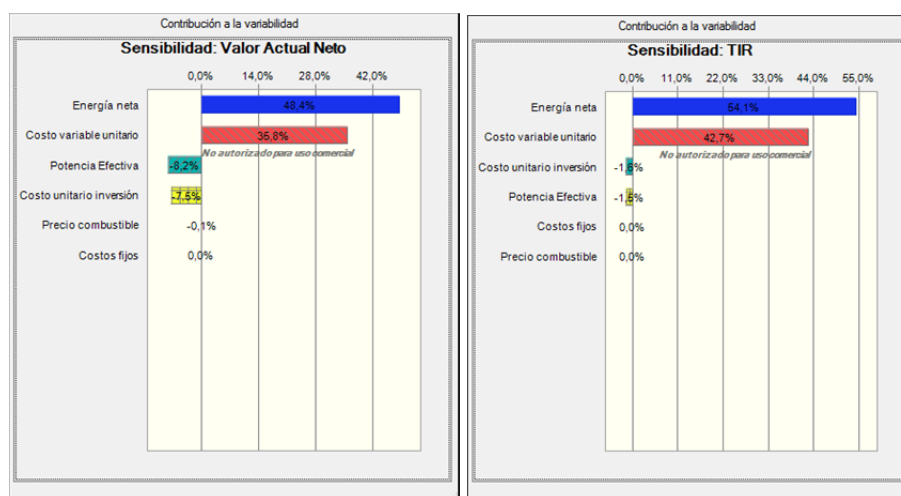 Contribución a la variabilidad
Sensibilidad: Valor Actual Neto
0,0% 14,0% 28,0% 42,0%
Energía neta 48,4%
Costo variable unitario 35,8%
No autorizado para uso comercial
Potencia Efectiva -8,2%
Costo unitario inversión -7,5%
Precio combustible -0,1%
Costos fijos 0,0%
Contribución a la variabilidad
Sensibilidad: TIR
0,0% 11,0% 22,0% 33,0% 44,0% 55,0%
Energía neta 54,1%
Costo variable unitario 42,7%
No autorizado para uso comercial
Costo unitario inversión -1,6%
Potencia Efectiva -1,5%
Costos fijos 0,0%
Precio combustible 0,0%